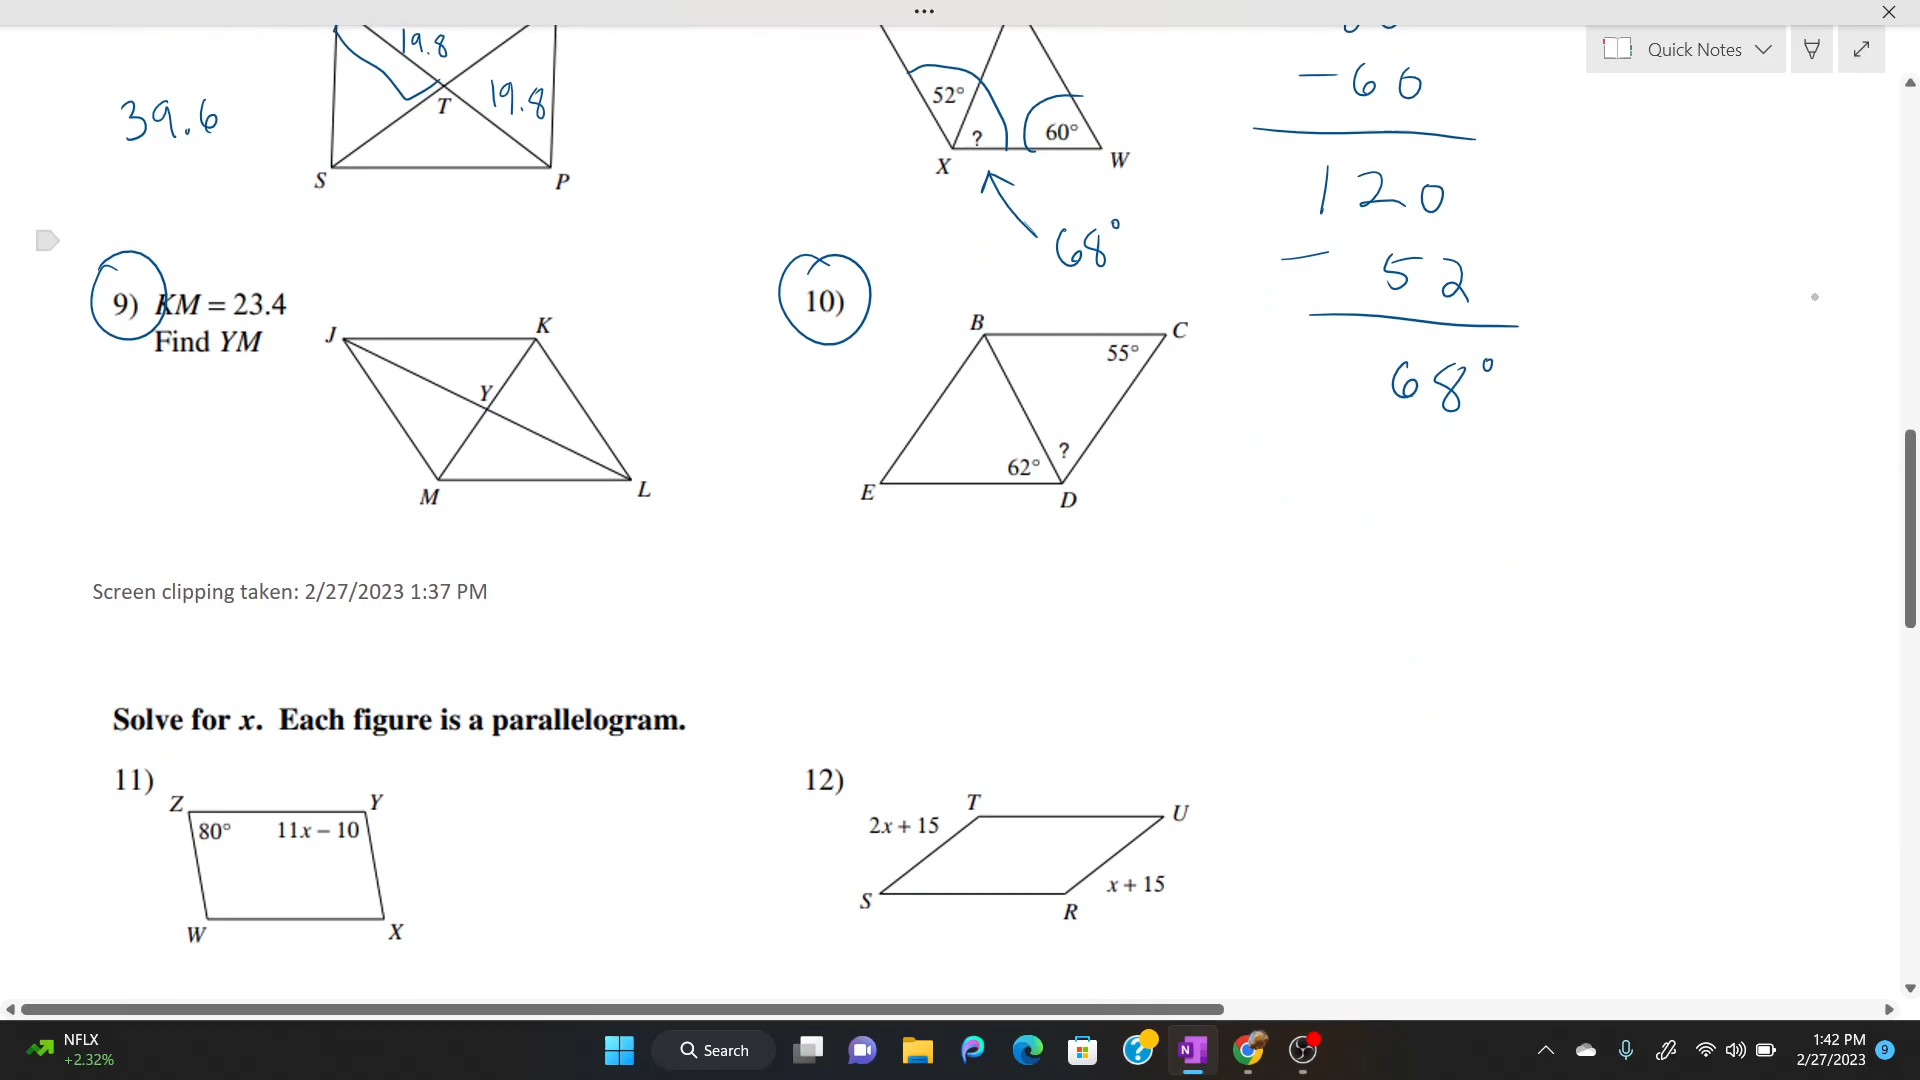 Quick Notes
19.8
39.6
T
19.8
S
P
52°
?
60°
X
W
68°
- 60
120
- 52
68°
9) KM = 23.4
Find YM
J
K
Y
M
L
10)
B
C
55°
?
62°
E
D
Screen clipping taken: 2/27/2023 1:37 PM
Solve for x. Each figure is a parallelogram.
11)
Z
Y
80°
11x – 10
W
X
12)
T
U
2x + 15
x + 15
S
R
NFLX
+2.32%
Search
1:42 PM
2/27/2023
9